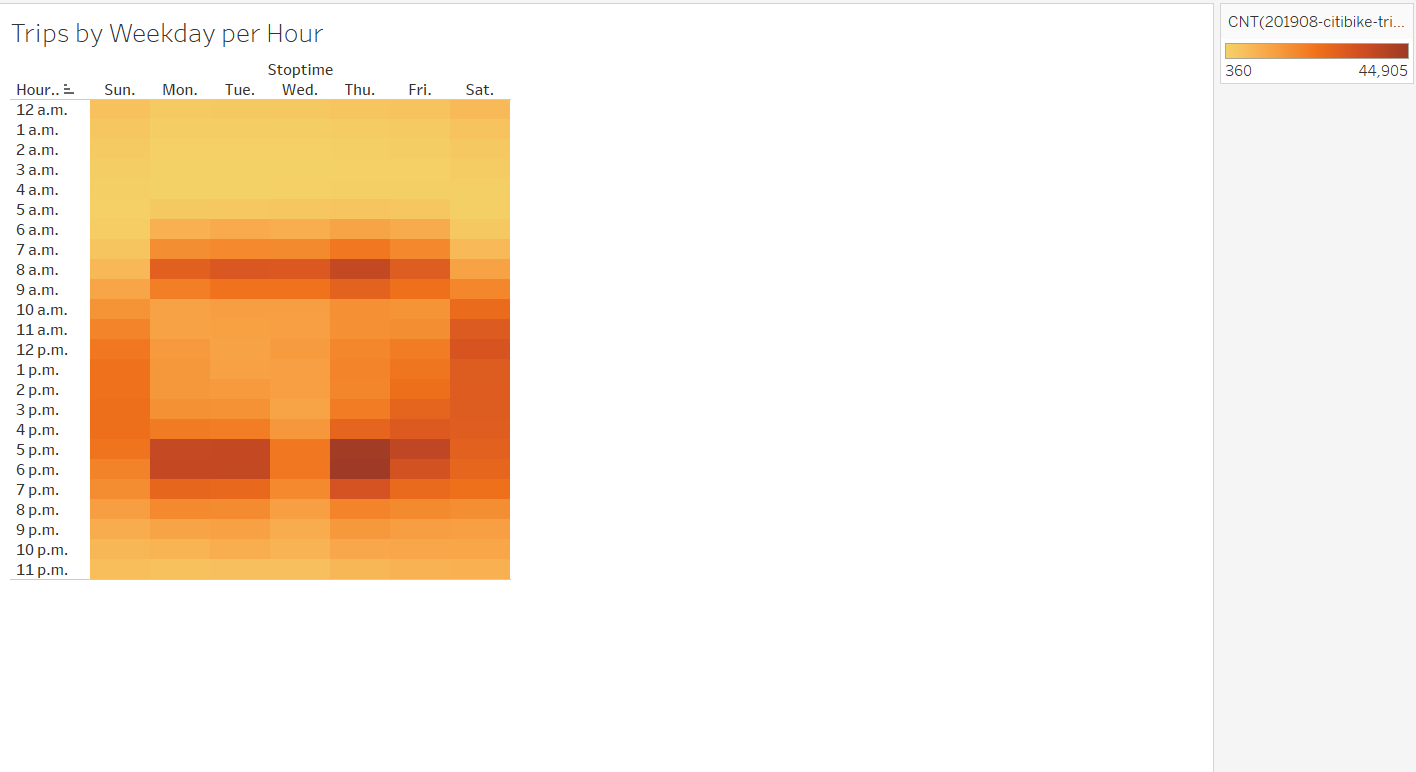 Trips by Weekday per Hour
CNT(201908-citibike-tri...
360 44,905
Stoptime
Hour.. Sun. Mon. Tue. Wed. Thu. Fri. Sat.
12 a.m.
1 a.m.
2 a.m.
3 a.m.
4 a.m.
5 a.m.
6 a.m.
7 a.m.
8 a.m.
9 a.m.
10 a.m.
11 a.m.
12 p.m.
1 p.m.
2 p.m.
3 p.m.
4 p.m.
5 p.m.
6 p.m.
7 p.m.
8 p.m.
9 p.m.
10 p.m.
11 p.m.